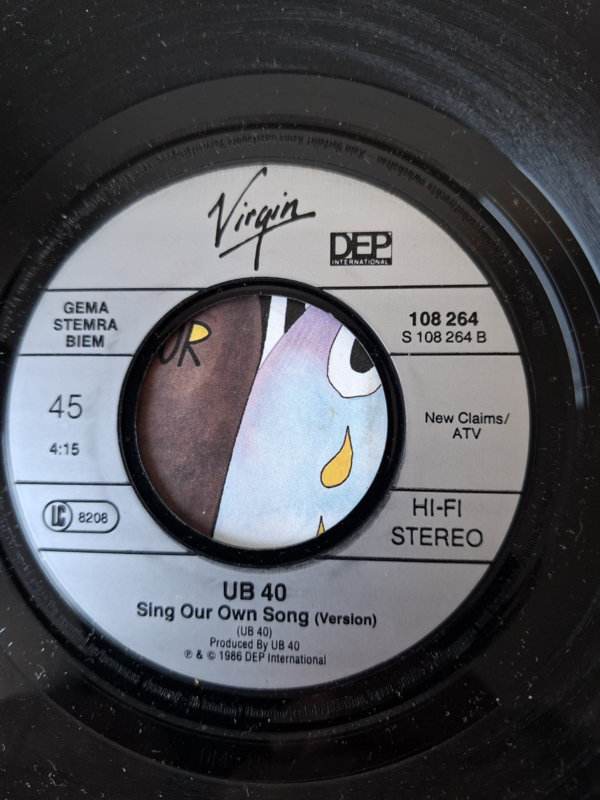 Virgin
DEP
INTERNATIONAL
GEMA
STEMRA
BIEM
108 264
S 108 264 B
UR
45
4:15
New Claims/
ATV
LC 8208
HI-FI
STEREO
UB 40
Sing Our Own Song (Version)
(UB 40)
Produced By UB 40
℗ & © 1986 DEP International